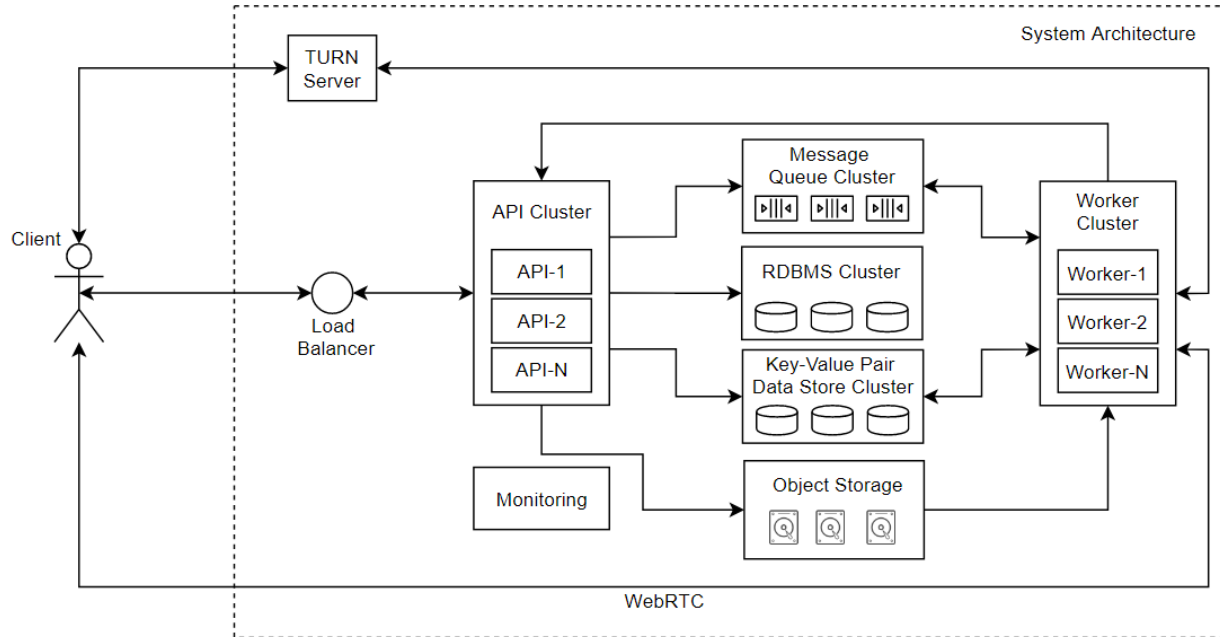 System Architecture
TURN
Server
Message
Queue Cluster
API Cluster
Worker
Cluster
Client
API-1
API-2
API-N
RDBMS Cluster
Worker-1
Worker-2
Worker-N
Load
Balancer
Key-Value Pair
Data Store Cluster
Monitoring
Object Storage
WebRTC